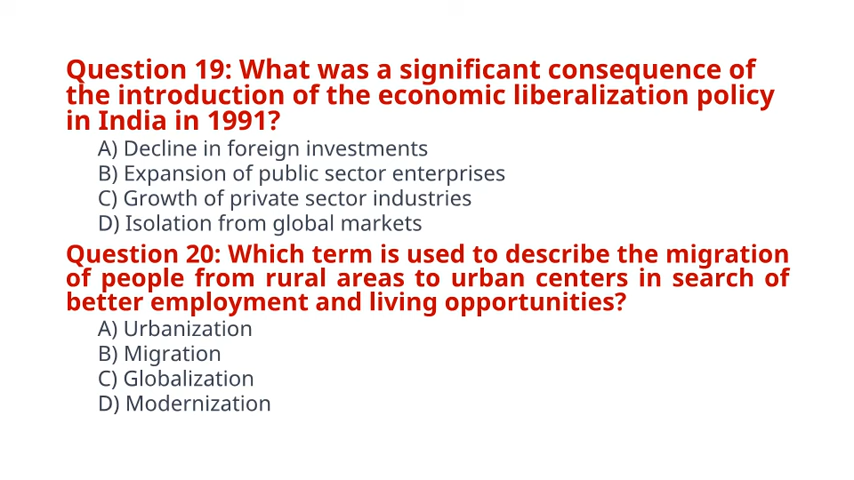 Question 19: What was a significant consequence of
the introduction of the economic liberalization policy
in India in 1991?
A) Decline in foreign investments
B) Expansion of public sector enterprises
C) Growth of private sector industries
D) Isolation from global markets
Question 20: Which term is used to describe the migration
of people from rural areas to urban centers in search of
better employment and living opportunities?
A) Urbanization
B) Migration
C) Globalization
D) Modernization